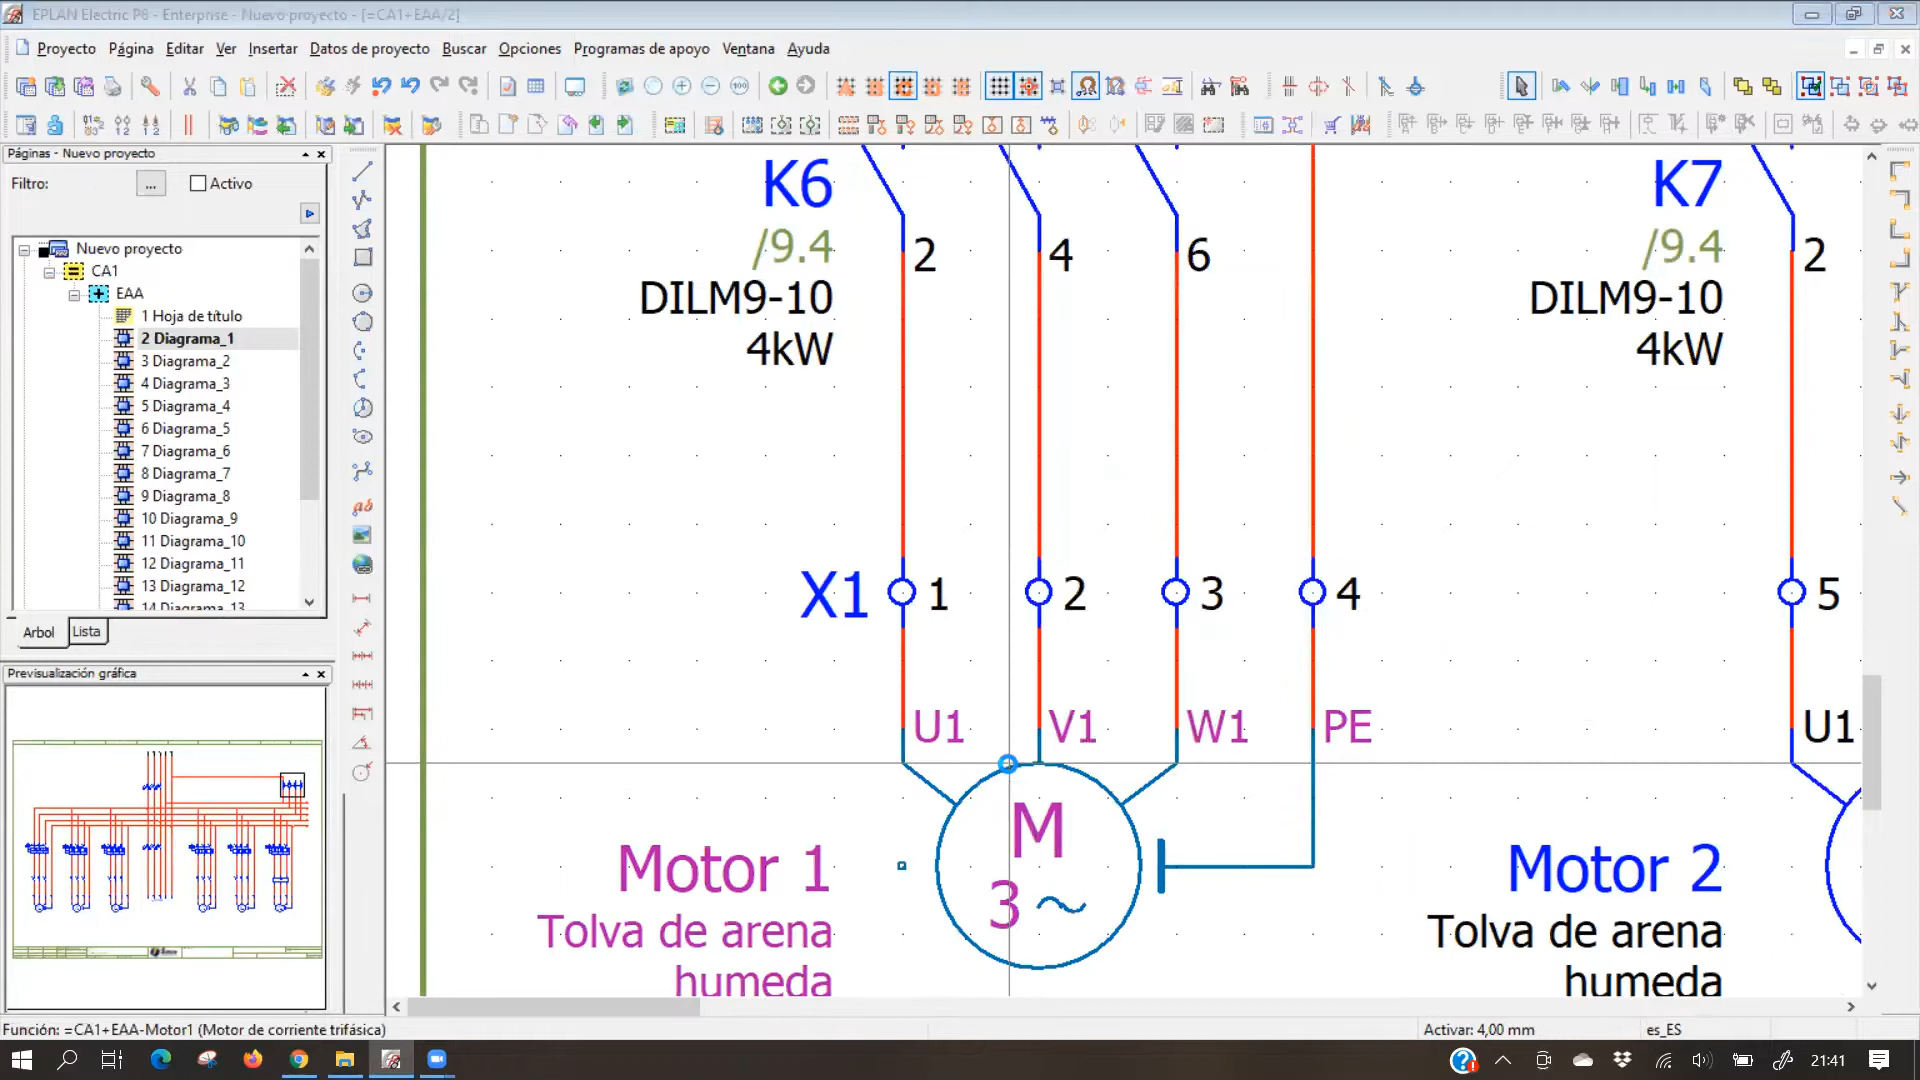 EPLAN Electric P8 - Enterprise - Nuevo proyecto - [=CA1+EAA/2]
Proyecto Página Editar Ver Insertar Datos de proyecto Buscar Opciones Programas de apoyo Ventana Ayuda
Páginas - Nuevo proyecto
Filtro: ... Activo
Nuevo proyecto
CA1
EAA
1 Hoja de título
2 Diagrama_1
3 Diagrama_2
4 Diagrama_3
5 Diagrama_4
6 Diagrama_5
7 Diagrama_6
8 Diagrama_7
9 Diagrama_8
10 Diagrama_9
11 Diagrama_10
12 Diagrama_11
13 Diagrama_12
14 Diagrama_13
Arbol Lista
Previsualización gráfica
K6
/9.4
DILM9-10
4kW
2 4 6
K7
/9.4
DILM9-10
4kW
2
X1 1 2 3 4 5
U1 V1 W1 PE U1
M
3 ~
Motor 1
Tolva de arena
humeda
Motor 2
Tolva de arena
humeda
Función: =CA1+EAA-Motor1 (Motor de corriente trifásica)
Activar: 4,00 mm
es_ES
21:41